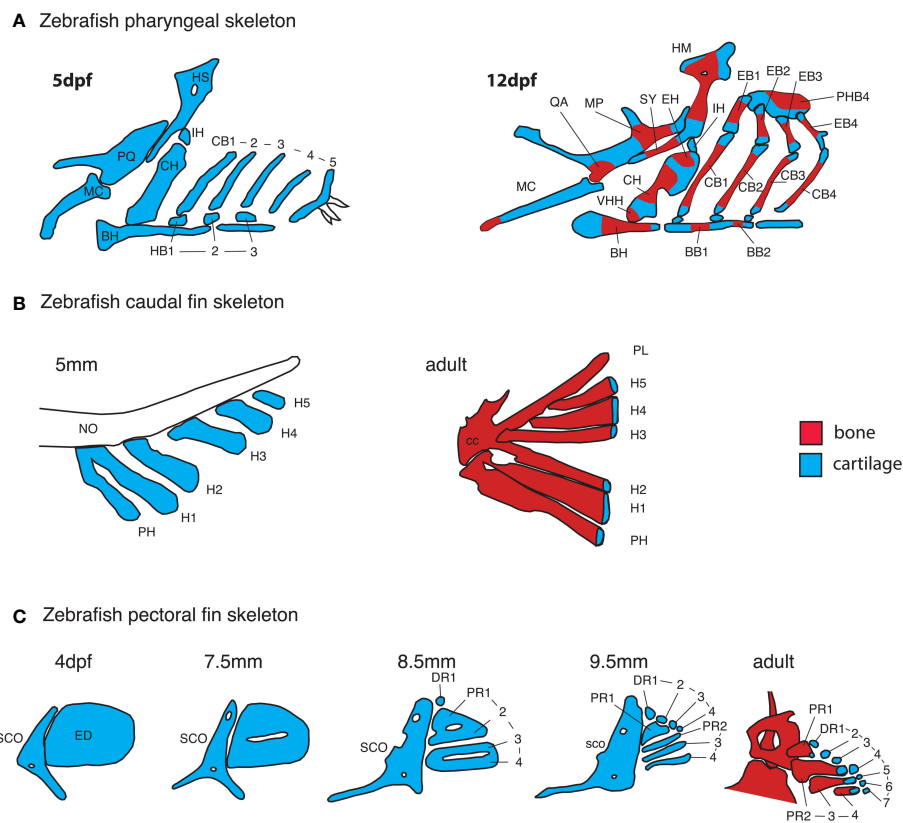 A Zebrafish pharyngeal skeleton
5dpf
HS
IH
PQ
CH
CB1 - 2 - 3 - 4 - 5
MC
BH
HB1 — 2 — 3
12dpf
HM
EB1 EB2 EB3
QA MP SY EH IH
PHB4
EB4
MC
CH
CB1 CB2 CB3
CB4
VHH
BH BB1 BB2
B Zebrafish caudal fin skeleton
5mm
NO
H5
H4
H3
H2
H1
PH
adult
PL
H5
H4
H3
cc
H2
H1
PH
bone
cartilage
C Zebrafish pectoral fin skeleton
4dpf
SCO
ED
7.5mm
SCO
8.5mm
DR1
PR1
2
SCO
3
4
9.5mm
DR1 - 2
3
PR1
4
PR2
sco
3
4
adult
PR1
DR1 - 2
3
4
5
6
7
PR2 — 3 — 4